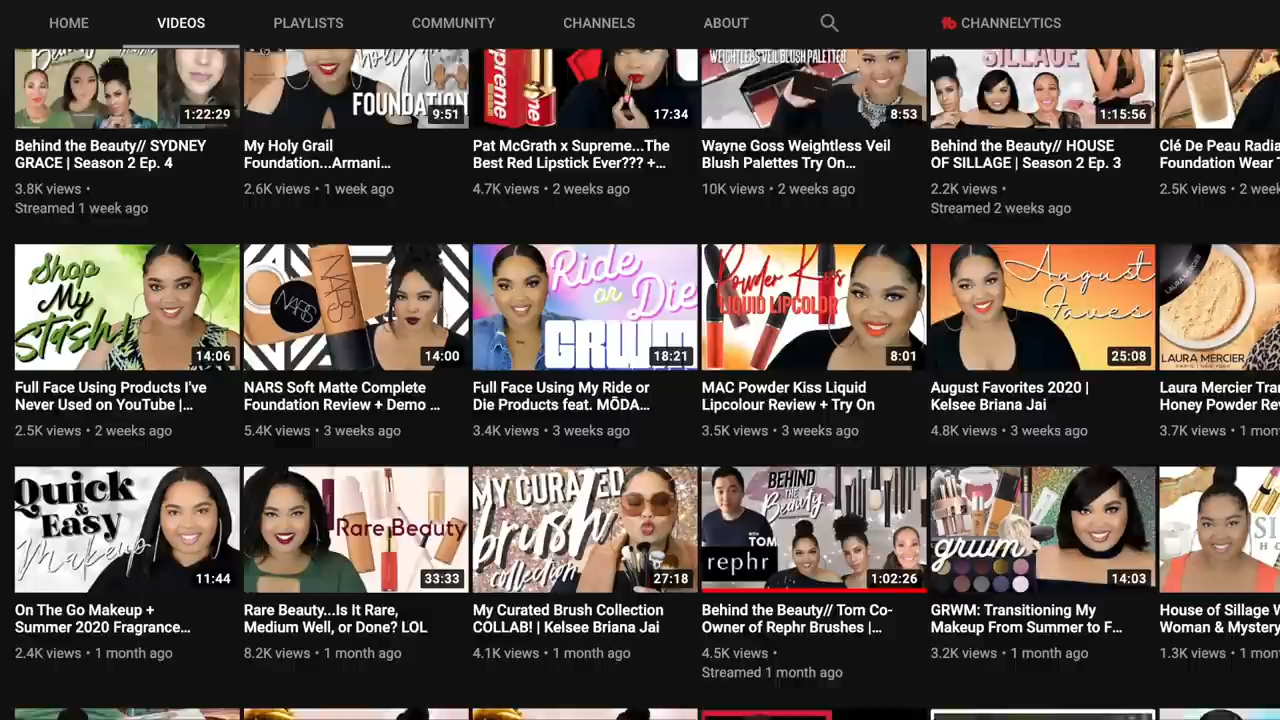 HOME
VIDEOS
PLAYLISTS
COMMUNITY
CHANNELS
ABOUT
CHANNELYTICS
1:22:29
FOUNDATION
9:51
preme
17:34
WEIGHTLESS VEIL BLUSH PALETTES
8:53
SILLAGE
1:15:56
Behind the Beauty// SYDNEY
GRACE | Season 2 Ep. 4
3.8K views •
Streamed 1 week ago
My Holy Grail
Foundation...Armani...
2.6K views • 1 week ago
Pat McGrath x Supreme...The
Best Red Lipstick Ever??? +...
4.7K views • 2 weeks ago
Wayne Goss Weightless Veil
Blush Palettes Try On...
10K views • 2 weeks ago
Behind the Beauty// HOUSE
OF SILLAGE | Season 2 Ep. 3
2.2K views •
Streamed 2 weeks ago
Clé De Peau Radia
Foundation Wear
2.5K views • 2 week
Shop
My
Stash!
14:06
NARS
NARS
14:00
Ride
or Die
GRWM
18:21
Powder Kiss
LIQUID LIPCOLOR
8:01
August
Faves
25:08
LAURA MERCIER
Full Face Using Products I've
Never Used on YouTube |...
2.5K views • 2 weeks ago
NARS Soft Matte Complete
Foundation Review + Demo ...
5.4K views • 3 weeks ago
Full Face Using My Ride or
Die Products feat. MŌDA...
3.4K views • 3 weeks ago
MAC Powder Kiss Liquid
Lipcolour Review + Try On
3.5K views • 3 weeks ago
August Favorites 2020 |
Kelsee Briana Jai
4.8K views • 3 weeks ago
Laura Mercier Tra
Honey Powder Rev
3.7K views • 1 mon
Quick
& Easy
Makeup
11:44
Rare Beauty
33:33
MY CURATED
brush
collection
27:18
BEHIND
THE
Beauty
WITH
TOM
rephr
1:02:26
grwm
14:03
On The Go Makeup +
Summer 2020 Fragrance...
2.4K views • 1 month ago
Rare Beauty...Is It Rare,
Medium Well, or Done? LOL
8.2K views • 1 month ago
My Curated Brush Collection
COLLAB! | Kelsee Briana Jai
4.1K views • 1 month ago
Behind the Beauty// Tom Co-
Owner of Rephr Brushes |...
4.5K views •
Streamed 1 month ago
GRWM: Transitioning My
Makeup From Summer to F...
3.2K views • 1 month ago
House of Sillage W
Woman & Mystery
1.3K views • 1 mon